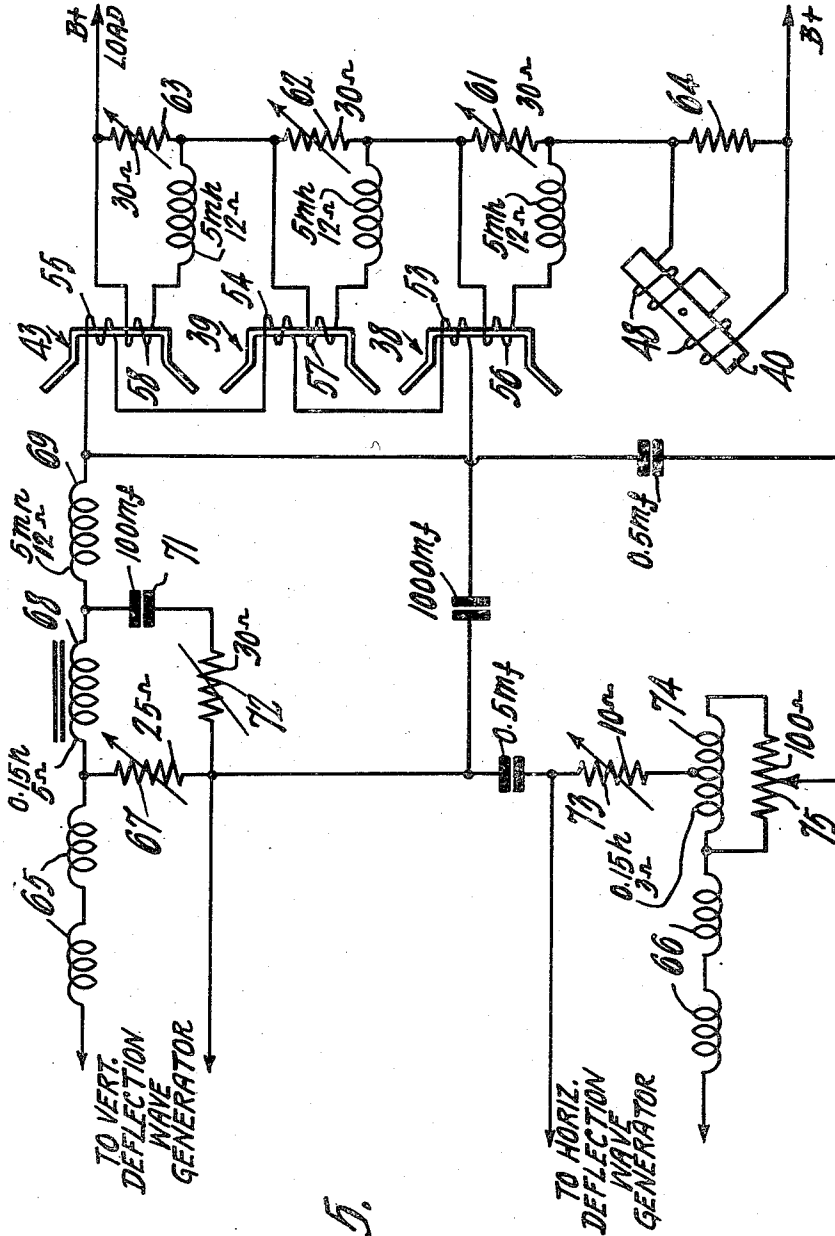 B+
LOAD
63
30Ω
62
30Ω
61
30Ω
64
B+
5mh
12Ω
5mh
12Ω
5mh
12Ω
55
43
58
54
39
57
53
38
56
48
40
69
5mh
12Ω
68
100mf
71
0.15h
5Ω
65
25Ω
67
30Ω
72
1000mf
0.5mf
0.5mf
10Ω
73
74
0.15h
3Ω
66
100Ω
75
TO VERT.
DEFLECTION
WAVE
GENERATOR
5.
TO HORIZ.
DEFLECTION
WAVE
GENERATOR